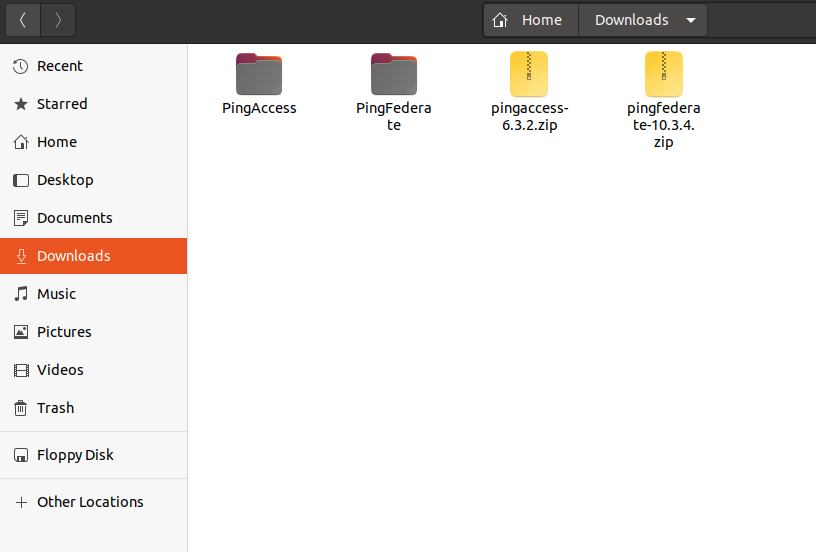 Home
Downloads
Recent
Starred
Home
Desktop
Documents
Downloads
Music
Pictures
Videos
Trash
Floppy Disk
Other Locations
PingAccess
PingFedera
te
pingaccess-
6.3.2.zip
pingfedera
te-10.3.4.
zip